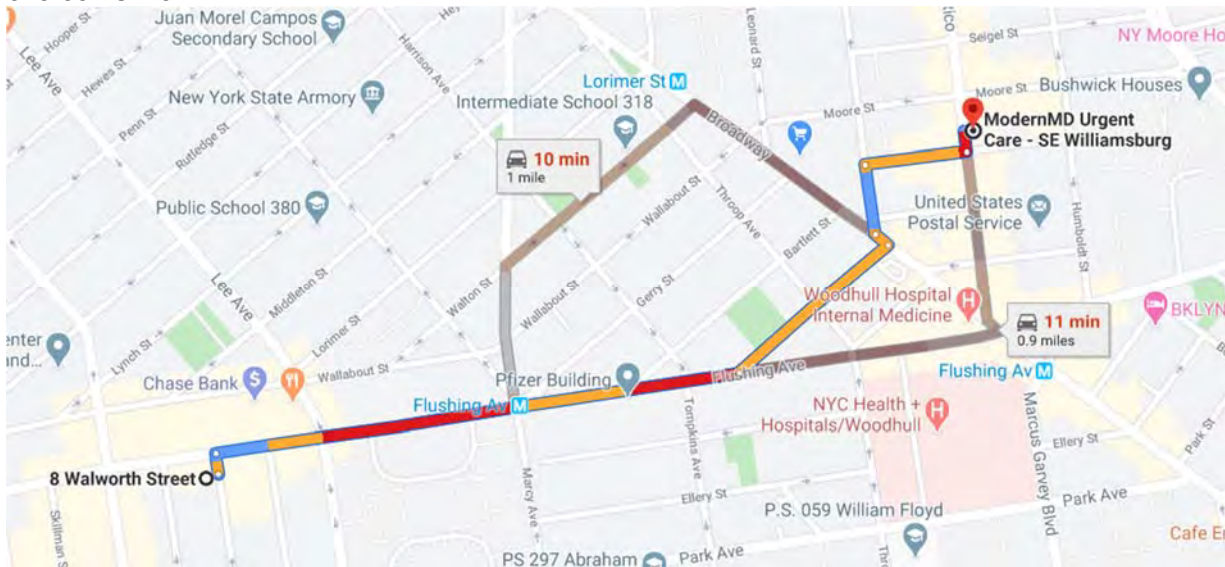 Juan Morel Campos
Secondary School
Hooper St
Lee Ave
Hewes St
Harrison Ave
Leonard St
Seigel St
NY Moore Ho
Lorimer St M
Moore St
Bushwick Houses
Penn St
New York State Armory
Intermediate School 318
Broadway
ModernMD Urgent
Care - SE Williamsburg
Rutledge St
10 min
1 mile
Wallabout St
Throop Ave
Public School 380
Bartlett St
United States
Postal Service
Humboldt St
Lee Ave
Middleton St
Walton St
Wallabout St
Gerry St
Woodhull Hospital
Internal Medicine
11 min
0.9 miles
BKLYN
enter
and...
Lynch St
Lorimer St
Chase Bank
Wallabout St
Pfizer Building
Flushing Ave
Flushing Av M
Flushing Av M
NYC Health +
Hospitals/Woodhull
Tompkins Ave
Marcus Garvey Blvd
Ellery St
Park St
8 Walworth Street
Marcy Ave
Ellery St
Park Ave
Skillman St
P.S. 059 William Floyd
Cafe
PS 297 Abraham
Park Ave